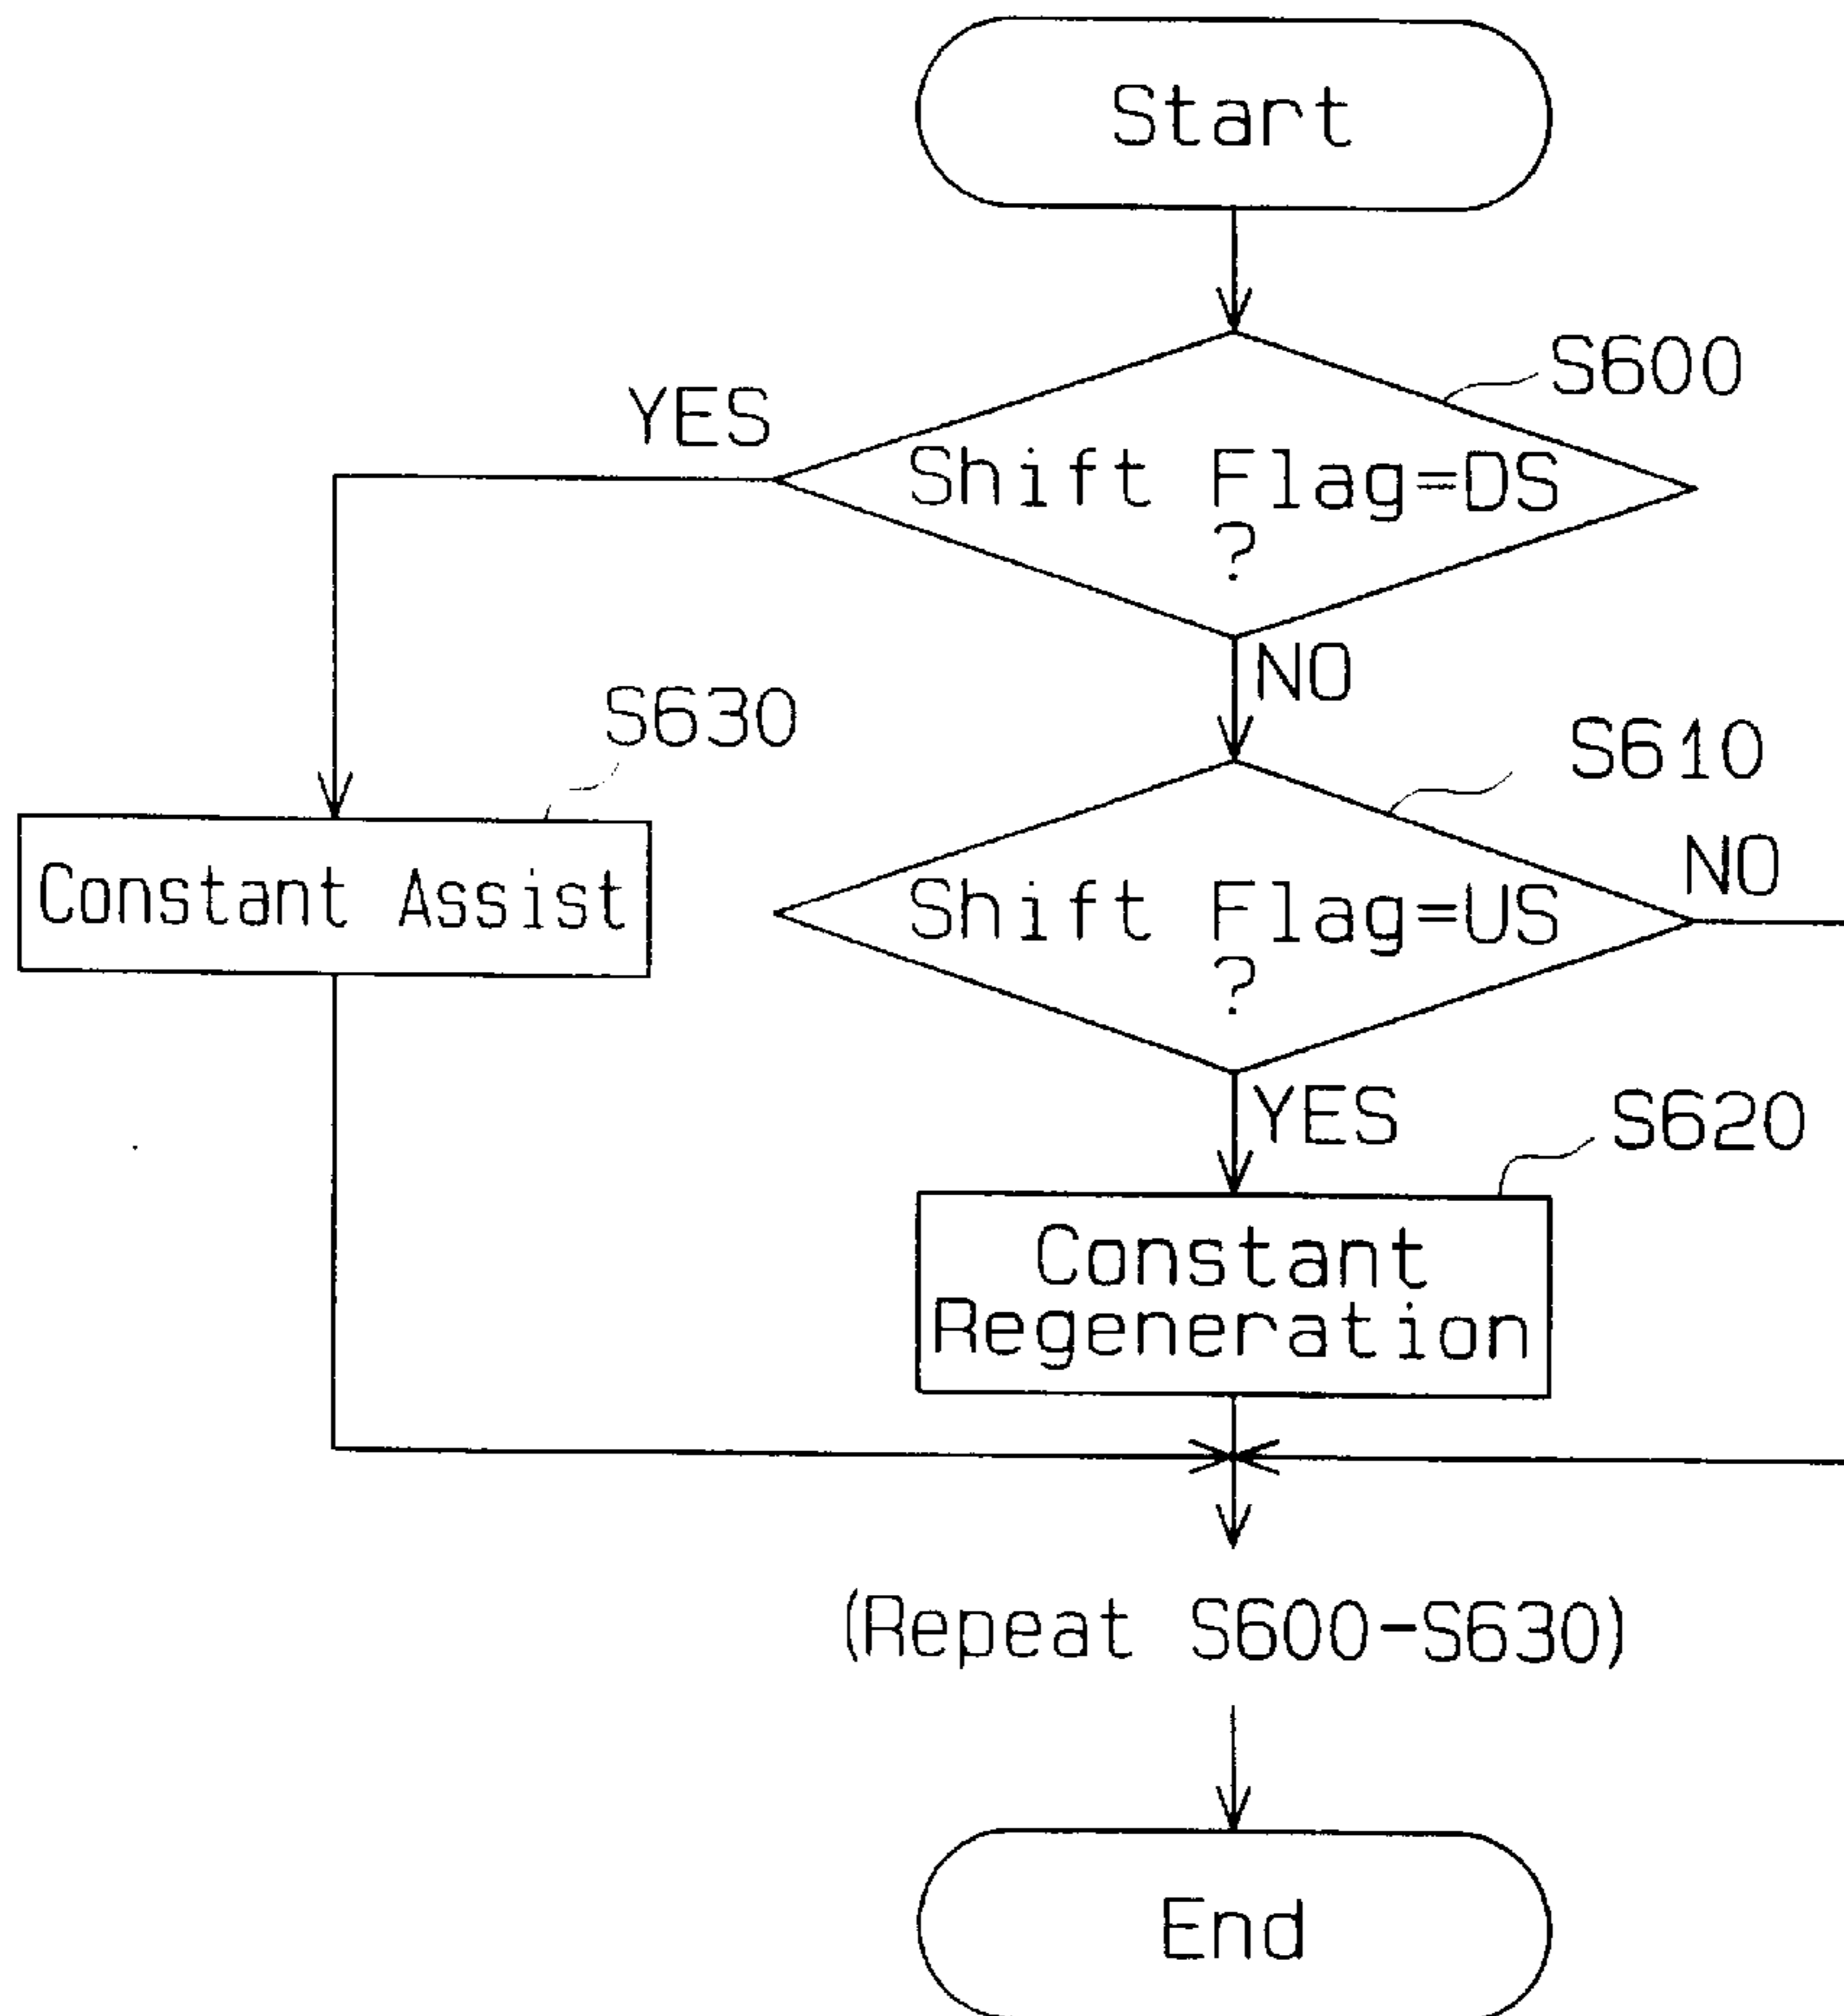 Start
S600
YES
Shift Flag=DS
?
NO
S630
S610
NO
Constant Assist
Shift Flag=US
?
YES
S620
Constant
Regeneration
(Repeat S600-S630)
End